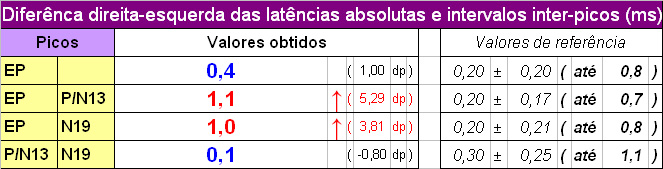 Diferênca direita-esquerda das latências absolutas e intervalos inter-picos (ms)
Picos Valores obtidos Valores de referência
EP 0,4 ( 1,00 dp) 0,20 ± 0,20 ( até 0,8 )
EP P/N13 1,1 ↑ ( 5,29 dp) 0,20 ± 0,17 ( até 0,7 )
EP N19 1,0 ↑ ( 3,81 dp) 0,20 ± 0,21 ( até 0,8 )
P/N13 N19 0,1 ( -0,80 dp) 0,30 ± 0,25 ( até 1,1 )